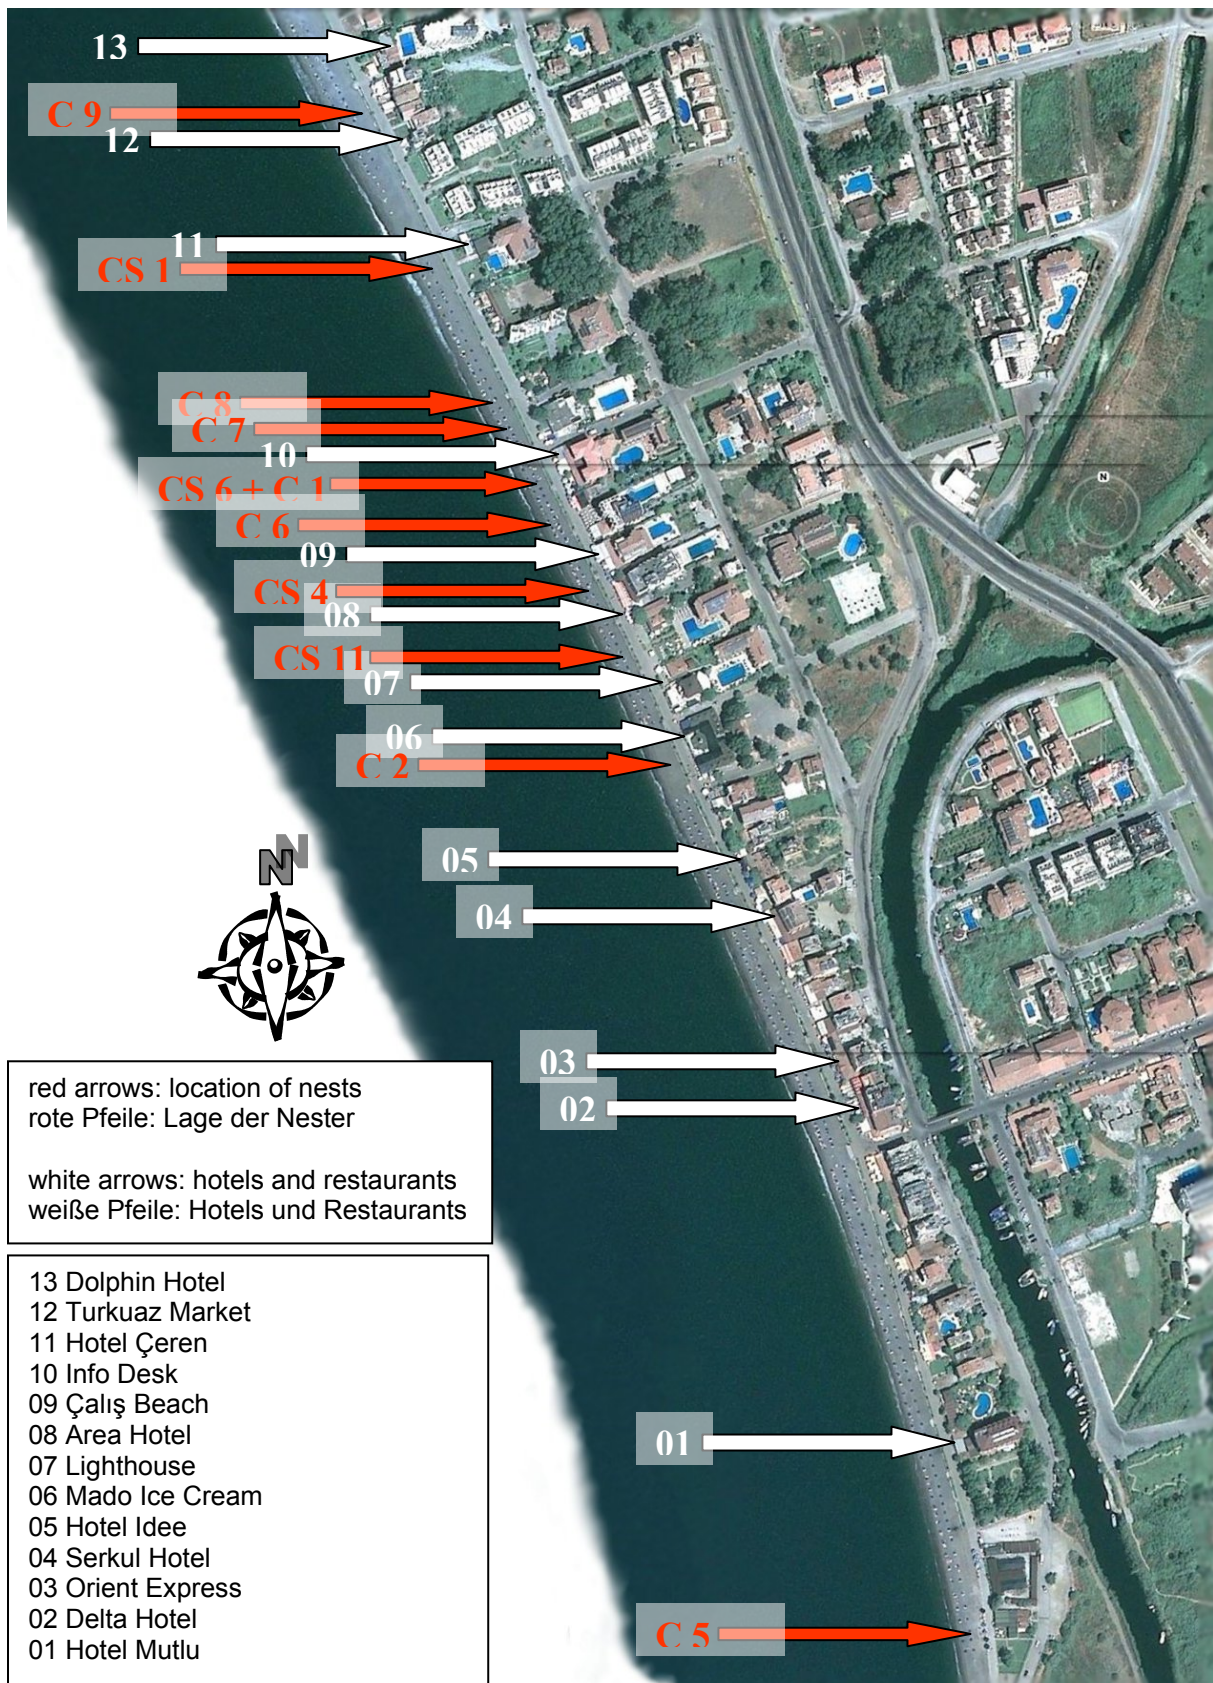 13
C 9
12
11
CS 1
C 8
C 7
10
CS 6 + C 1
C 6
09
CS 4
08
CS 11
07
06
C 2
05
04
03
02
01
C 5
N
N
N
red arrows: location of nests
rote Pfeile: Lage der Nester
white arrows: hotels and restaurants
weiße Pfeile: Hotels und Restaurants
13 Dolphin Hotel
12 Turkuaz Market
11 Hotel Çeren
10 Info Desk
09 Çalış Beach
08 Area Hotel
07 Lighthouse
06 Mado Ice Cream
05 Hotel Idee
04 Serkul Hotel
03 Orient Express
02 Delta Hotel
01 Hotel Mutlu